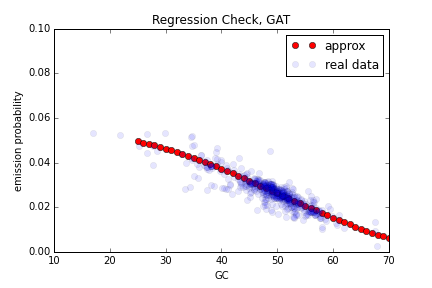 Regression Check, GAT
approx
real data
emission probability
0.10
0.08
0.06
0.04
0.02
0.00
10
20
30
40
50
60
70
GC